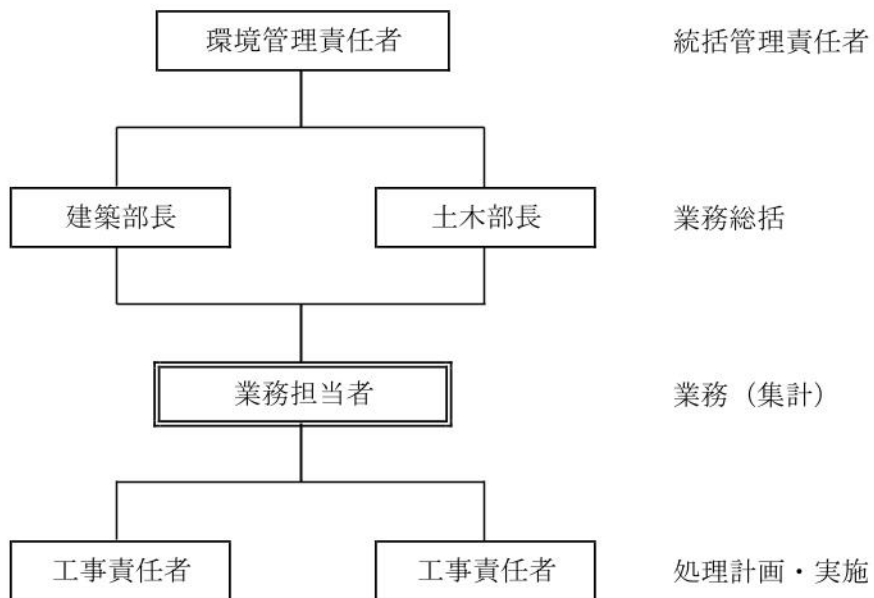 環境管理責任者 統括管理責任者
建築部長 土木部長 業務総括
業務担当者 業務（集計）
工事責任者 工事責任者 処理計画・実施